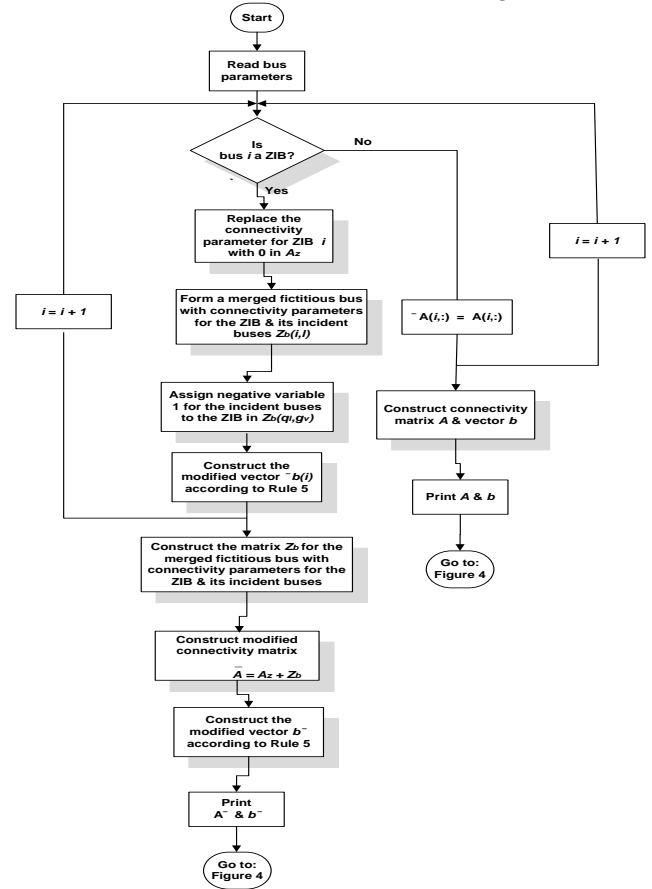 Start
Read bus
parameters
Is
bus i a ZIB?
No
Yes
Replace the
connectivity
parameter for ZIB i
with 0 in Az
i = i + 1
Form a merged fictitious bus
with connectivity parameters
for the ZIB & its incident
buses Zb(i,I)
i = i + 1
¯A(i,:) = A(i,:)
Assign negative variable
1 for the incident buses
to the ZIB in Zb(qi,gv)
Construct connectivity
matrix A & vector b
Construct the
modified vector ¯b(i)
according to Rule 5
Print A & b
Construct the matrix Zb for the
merged fictitious bus with
connectivity parameters for the
ZIB & its incident buses
Go to:
Figure 4
Construct modified
connectivity matrix
Ā = Az + Zb
Construct the
modified vector b¯
according to Rule 5
Print
A¯ & b¯
Go to:
Figure 4